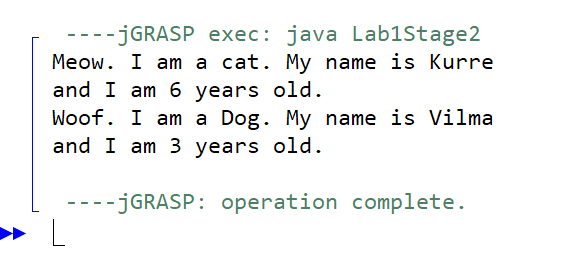 ----jGRASP exec: java Lab1Stage2
Meow. I am a cat. My name is Kurre
and I am 6 years old.
Woof. I am a Dog. My name is Vilma
and I am 3 years old.
----jGRASP: operation complete.